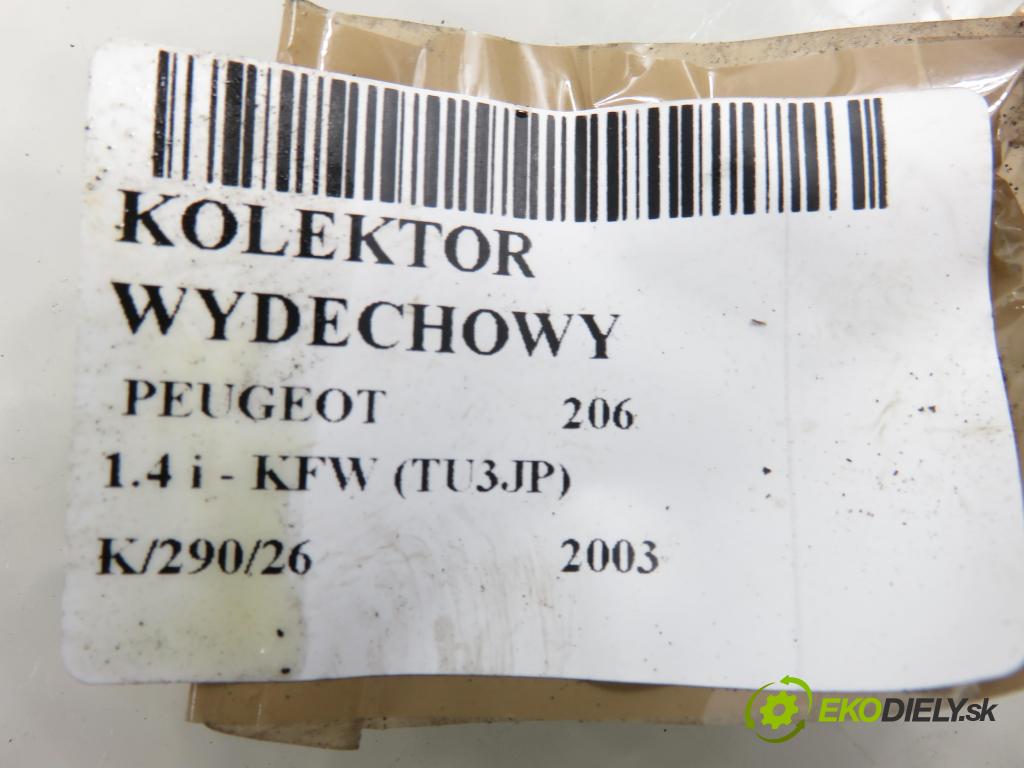 KOLEKTOR
WYDECHOWY
PEUGEOT 206
1.4 i - KFW (TU3JP)
K/290/26 2003
EKODIELY.sk